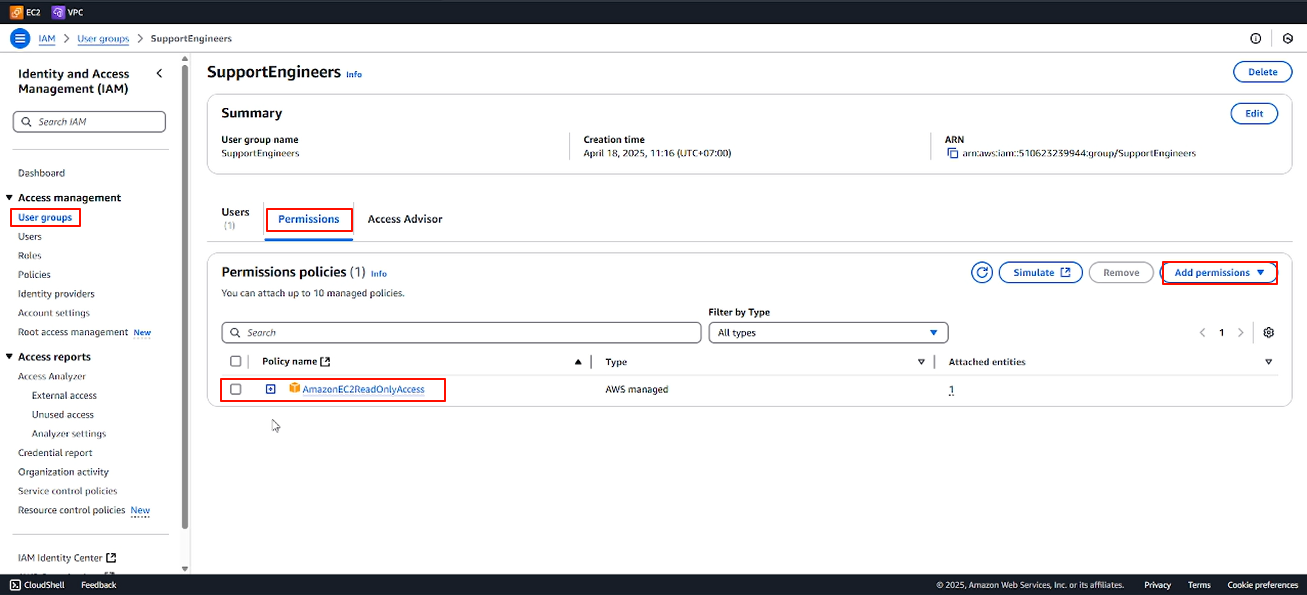 EC2 VPC
IAM > User groups > SupportEngineers
Identity and Access
Management (IAM)
Search IAM
Dashboard
Access management
User groups
Users
Roles
Policies
Identity providers
Account settings
Root access management New
Access reports
Access Analyzer
External access
Unused access
Analyzer settings
Credential report
Organization activity
Service control policies
Resource control policies New
IAM Identity Center
SupportEngineers Info
Delete
Summary
Edit
User group name
SupportEngineers
Creation time
April 18, 2025, 11:16 (UTC+07:00)
ARN
arn:aws:iam::510623239944:group/SupportEngineers
Users
(1)
Permissions
Access Advisor
Permissions policies (1) Info
Simulate
Remove
Add permissions
You can attach up to 10 managed policies.
Filter by Type
Search
All types
1
Policy name
Type
Attached entities
AmazonEC2ReadOnlyAccess
AWS managed
1
CloudShell Feedback
© 2025, Amazon Web Services, Inc. or its affiliates. Privacy Terms Cookie preferences